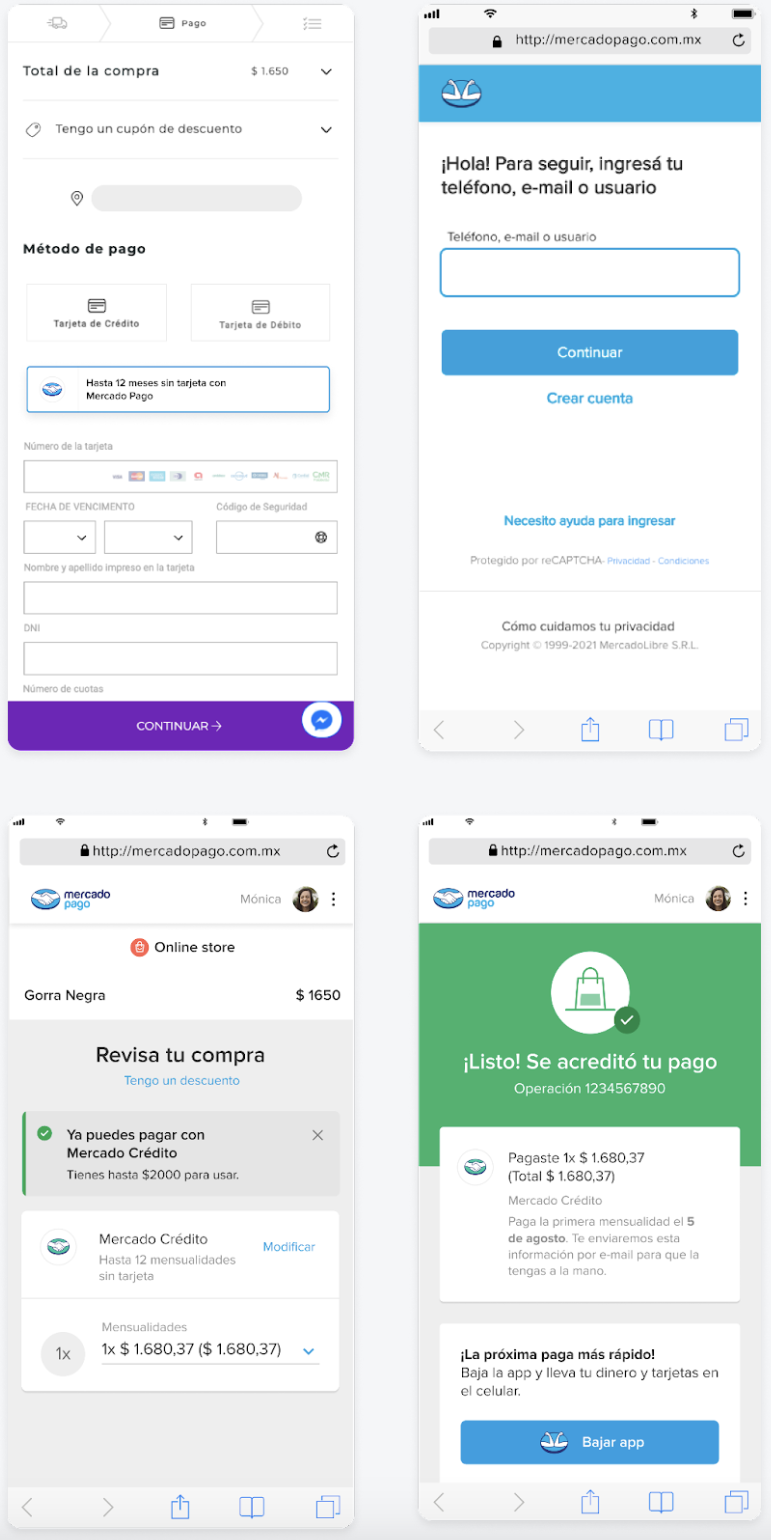 Pago
Total de la compra $ 1.650
Tengo un cupón de descuento
Método de pago
Tarjeta de Crédito
Tarjeta de Débito
Hasta 12 meses sin tarjeta con
Mercado Pago
Número de la tarjeta
VISA CMR
FECHA DE VENCIMENTO Código de Seguridad
Nombre y apellido impreso en la tarjeta
DNI
Número de cuotas
CONTINUAR →
http://mercadopago.com.mx
¡Hola! Para seguir, ingresá tu
teléfono, e-mail o usuario
Teléfono, e-mail o usuario
Continuar
Crear cuenta
Necesito ayuda para ingresar
Protegido por reCAPTCHA- Privacidad - Condiciones
Cómo cuidamos tu privacidad
Copyright © 1999-2021 MercadoLibre S.R.L.
http://mercadopago.com.mx
mercado
pago
Mónica
Online store
Gorra Negra $ 1650
Revisa tu compra
Tengo un descuento
Ya puedes pagar con
Mercado Crédito
Tienes hasta $2000 para usar.
Mercado Crédito
Hasta 12 mensualidades
sin tarjeta
Modificar
Mensualidades
1x
1x $ 1.680,37 ($ 1.680,37)
http://mercadopago.com.mx
mercado
pago
Mónica
¡Listo! Se acreditó tu pago
Operación 1234567890
Pagaste 1x $ 1.680,37
(Total $ 1.680,37)
Mercado Crédito
Paga la primera mensualidad el 5
de agosto. Te enviaremos esta
información por e-mail para que la
tengas a la mano.
¡La próxima paga más rápido!
Baja la app y lleva tu dinero y tarjetas en
el celular.
Bajar app